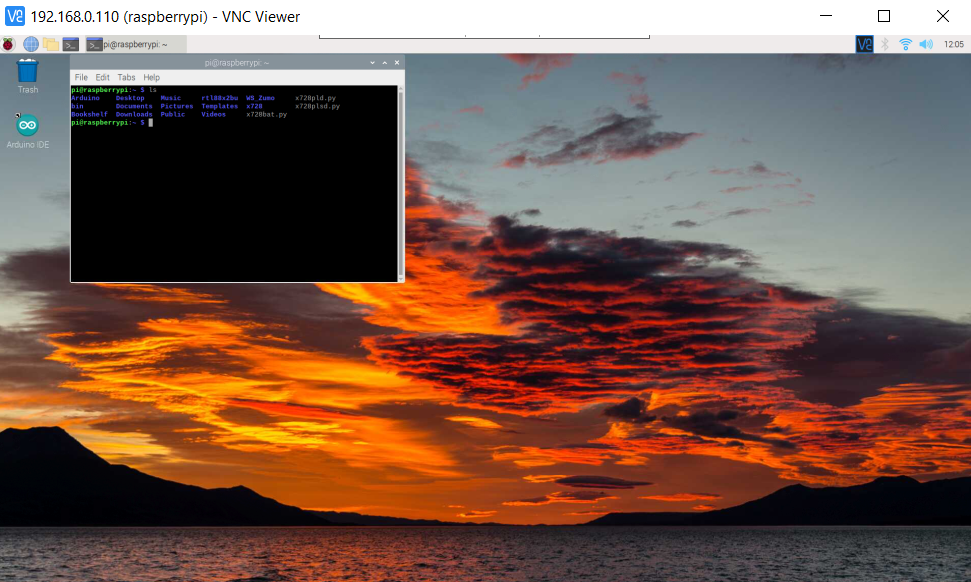 192.168.0.110 (raspberrypi) - VNC Viewer
pi@raspberrypi: ~
12:05
Trash
Arduino IDE
pi@raspberrypi: ~
File Edit Tabs Help
pi@raspberrypi:~ $ ls
Arduino Desktop Music rtl88x2bu WS_Zumo x728pld.py
bin Documents Pictures Templates x728 x728plsd.py
Bookshelf Downloads Public Videos x728bat.py
pi@raspberrypi:~ $